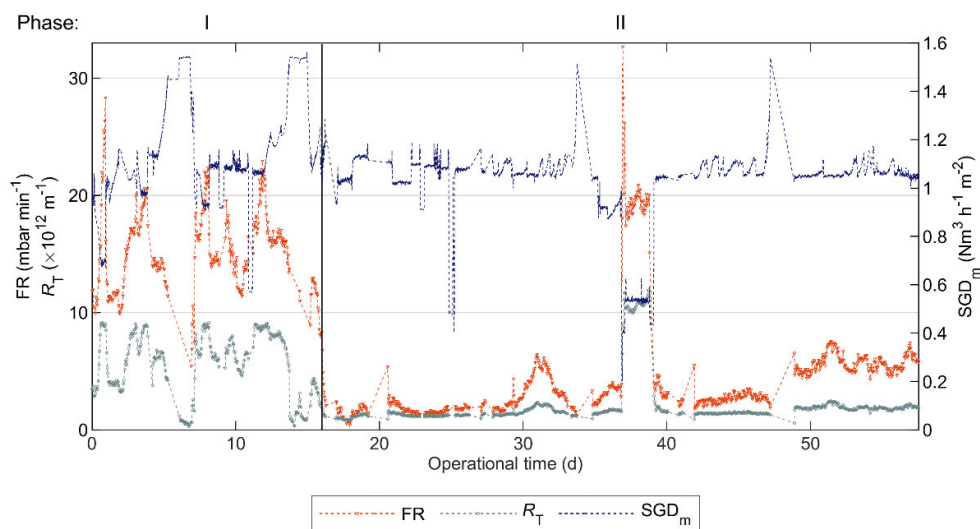 Phase: I II
FR (mbar min⁻¹)
R_T (×10¹² m⁻¹)
30
20
10
0
1.6
1.4
1.2
1
0.8
0.6
0.4
0.2
0
SGD_m (Nm³ h⁻¹ m⁻²)
0 10 20 30 40 50
Operational time (d)
FR R_T SGD_m